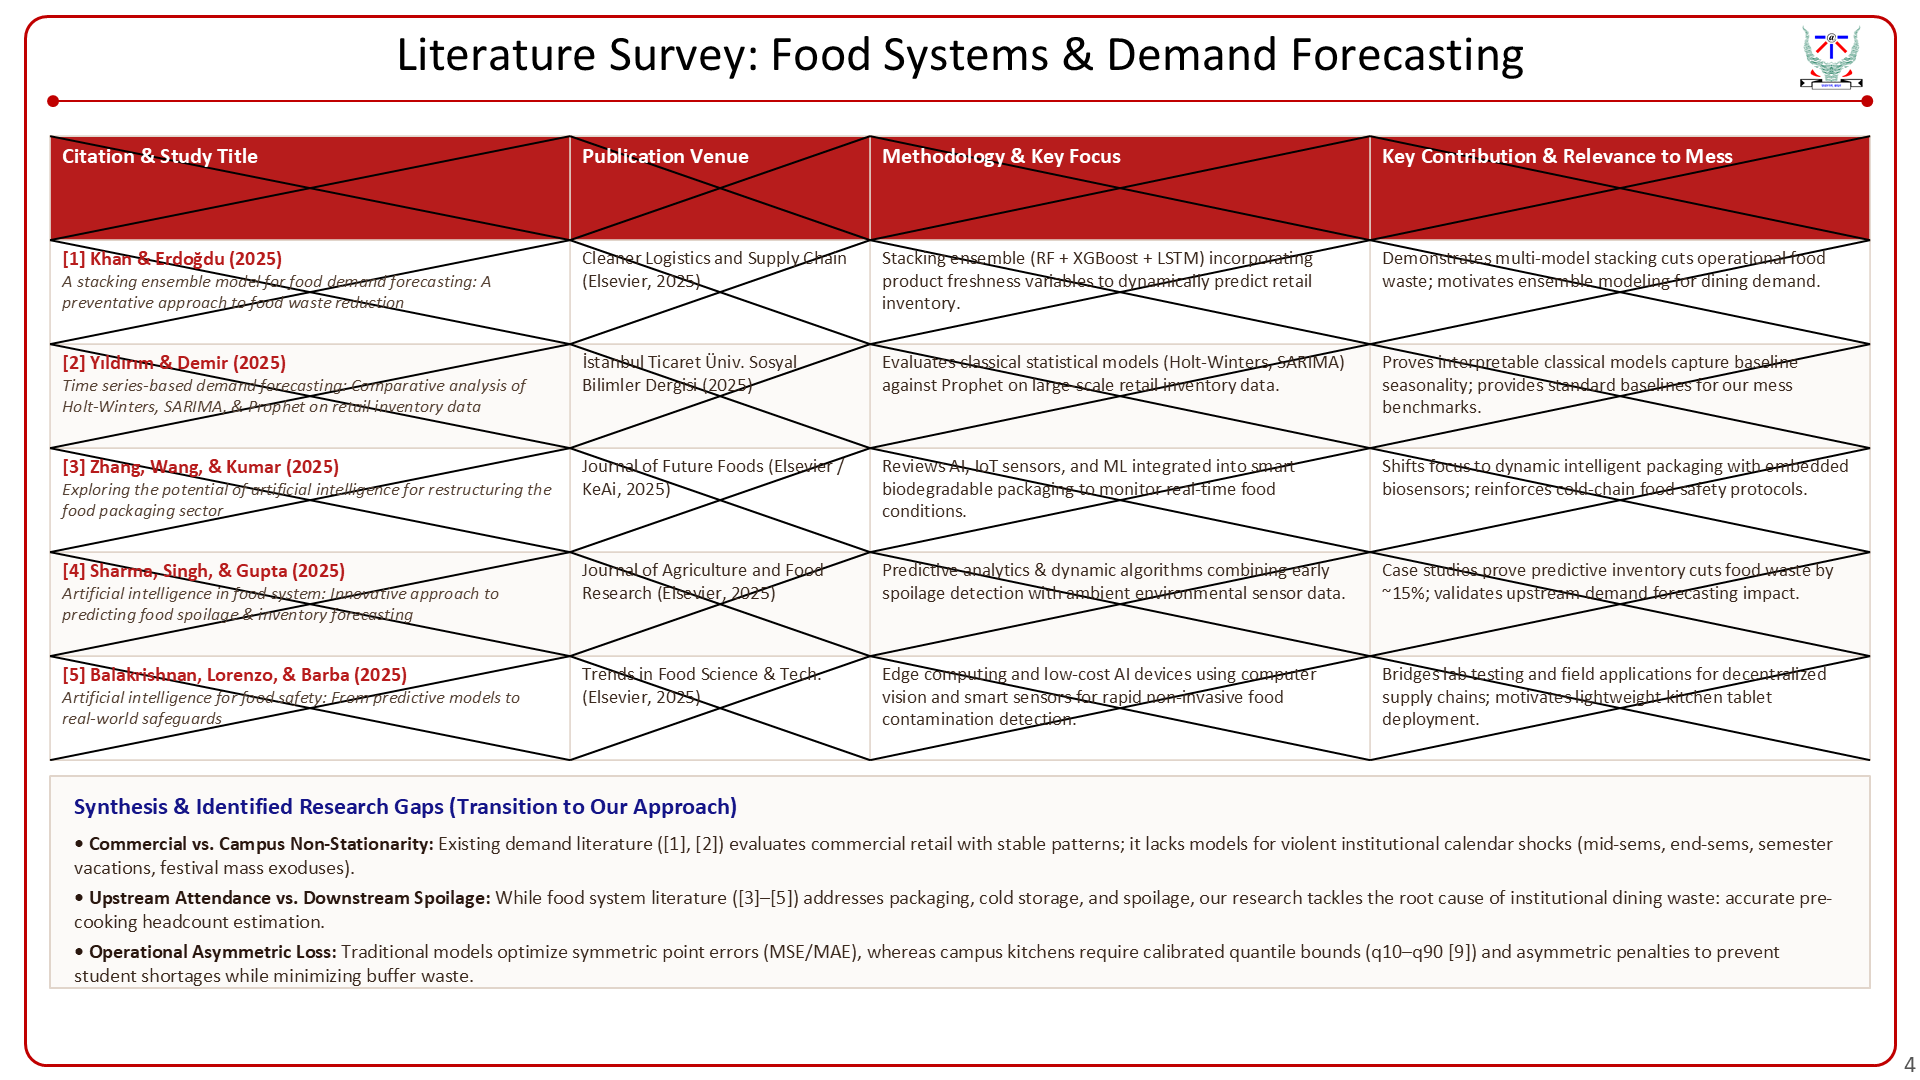 Literature Survey: Food Systems & Demand Forecasting
Citation & Study Title
Publication Venue
Methodology & Key Focus
Key Contribution & Relevance to Mess
[1] Khan & Erdoğdu (2025)
A stacking ensemble model for food demand forecasting: A
preventative approach to food waste reduction
Cleaner Logistics and Supply Chain
(Elsevier, 2025)
Stacking ensemble (RF + XGBoost + LSTM) incorporating
product freshness variables to dynamically predict retail
inventory.
Demonstrates multi-model stacking cuts operational food
waste; motivates ensemble modeling for dining demand.
[2] Yıldırım & Demir (2025)
Time series-based demand forecasting: Comparative analysis of
Holt-Winters, SARIMA, & Prophet on retail inventory data
İstanbul Ticaret Üniv. Sosyal
Bilimler Dergisi (2025)
Evaluates classical statistical models (Holt-Winters, SARIMA)
against Prophet on large-scale retail inventory data.
Proves interpretable classical models capture baseline
seasonality; provides standard baselines for our mess
benchmarks.
[3] Zhang, Wang, & Kumar (2025)
Exploring the potential of artificial intelligence for restructuring the
food packaging sector
Journal of Future Foods (Elsevier /
KeAi, 2025)
Reviews AI, IoT sensors, and ML integrated into smart
biodegradable packaging to monitor real-time food
conditions.
Shifts focus to dynamic intelligent packaging with embedded
biosensors; reinforces cold-chain food safety protocols.
[4] Sharma, Singh, & Gupta (2025)
Artificial intelligence in food system: Innovative approach to
predicting food spoilage & inventory forecasting
Journal of Agriculture and Food
Research (Elsevier, 2025)
Predictive analytics & dynamic algorithms combining early
spoilage detection with ambient environmental sensor data.
Case studies prove predictive inventory cuts food waste by
~15%; validates upstream demand forecasting impact.
[5] Balakrishnan, Lorenzo, & Barba (2025)
Artificial intelligence for food safety: From predictive models to
real-world safeguards
Trends in Food Science & Tech.
(Elsevier, 2025)
Edge computing and low-cost AI devices using computer
vision and smart sensors for rapid non-invasive food
contamination detection.
Bridges lab testing and field applications for decentralized
supply chains; motivates lightweight kitchen tablet
deployment.
Synthesis & Identified Research Gaps (Transition to Our Approach)
• Commercial vs. Campus Non-Stationarity: Existing demand literature ([1], [2]) evaluates commercial retail with stable patterns; it lacks models for violent institutional calendar shocks (mid-sems, end-sems, semester
vacations, festival mass exoduses).
• Upstream Attendance vs. Downstream Spoilage: While food system literature ([3]–[5]) addresses packaging, cold storage, and spoilage, our research tackles the root cause of institutional dining waste: accurate pre-
cooking headcount estimation.
• Operational Asymmetric Loss: Traditional models optimize symmetric point errors (MSE/MAE), whereas campus kitchens require calibrated quantile bounds (q10–q90 [9]) and asymmetric penalties to prevent
student shortages while minimizing buffer waste.
4